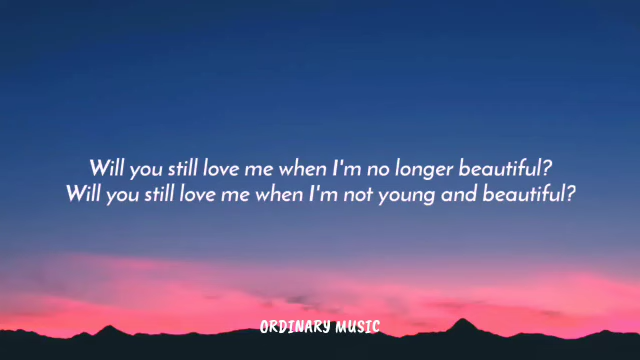 Will you still love me when I'm no longer beautiful?
Will you still love me when I'm not young and beautiful?
ORDINARY MUSIC